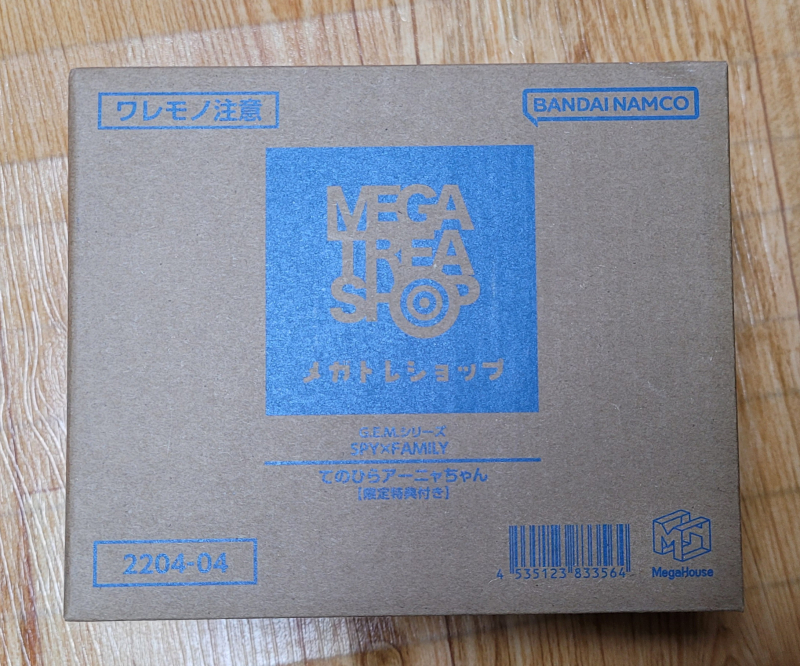 ワレモノ注意
BANDAI NAMCO
MEGA
TREA
SHOP
メガトレショップ
G.E.M.シリーズ
SPY×FAMILY
てのひらアーニャちゃん
[限定特典付き]
2204-04
4 535123 833564
MegaHouse